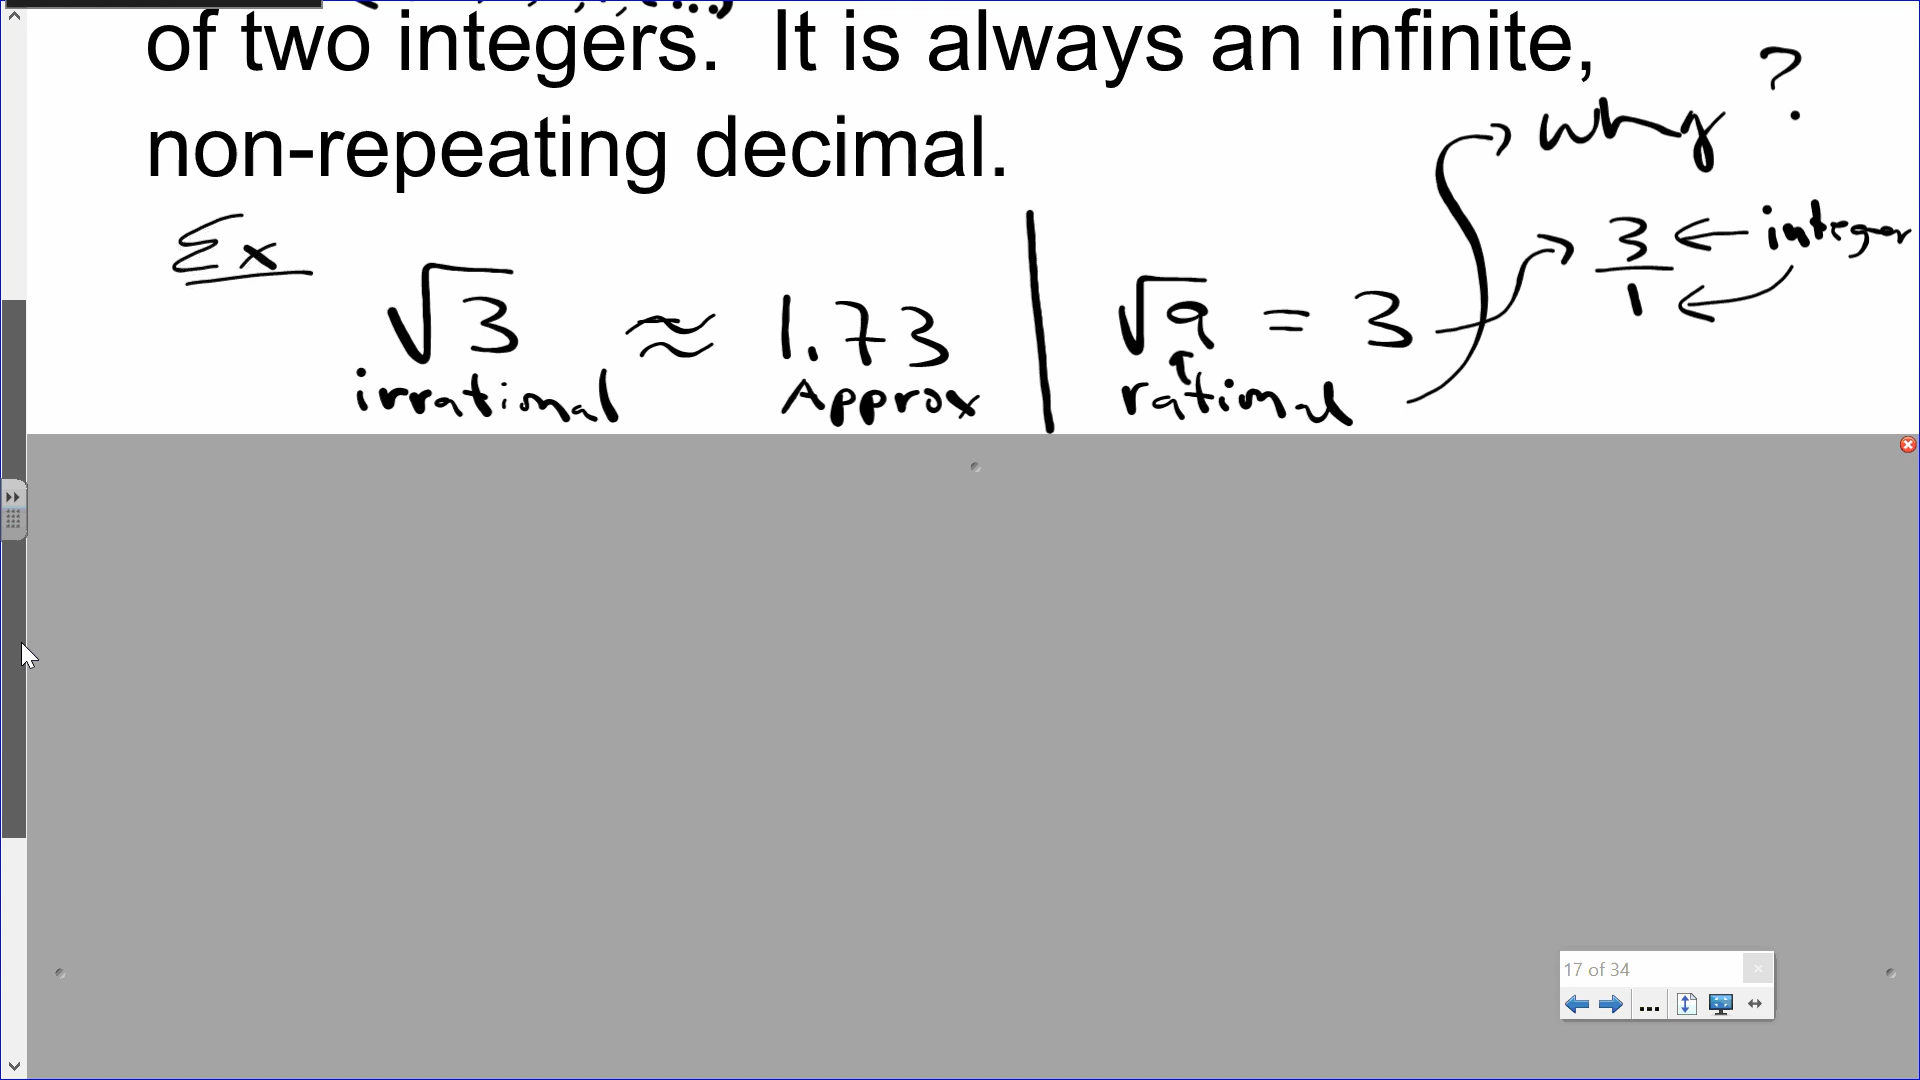 of two integers. It is always an infinite,
non-repeating decimal.
why ?
Ex
√3 ≈ 1.73
irrational Approx
√9 = 3
rational
3 ← integer
1
17 of 34
...